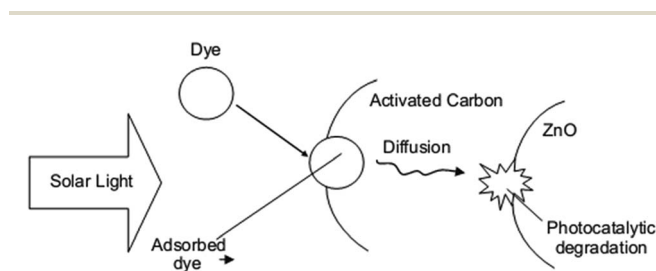 Dye
Activated Carbon
ZnO
Diffusion
Solar Light
Photocatalytic
degradation
Adsorbed
dye